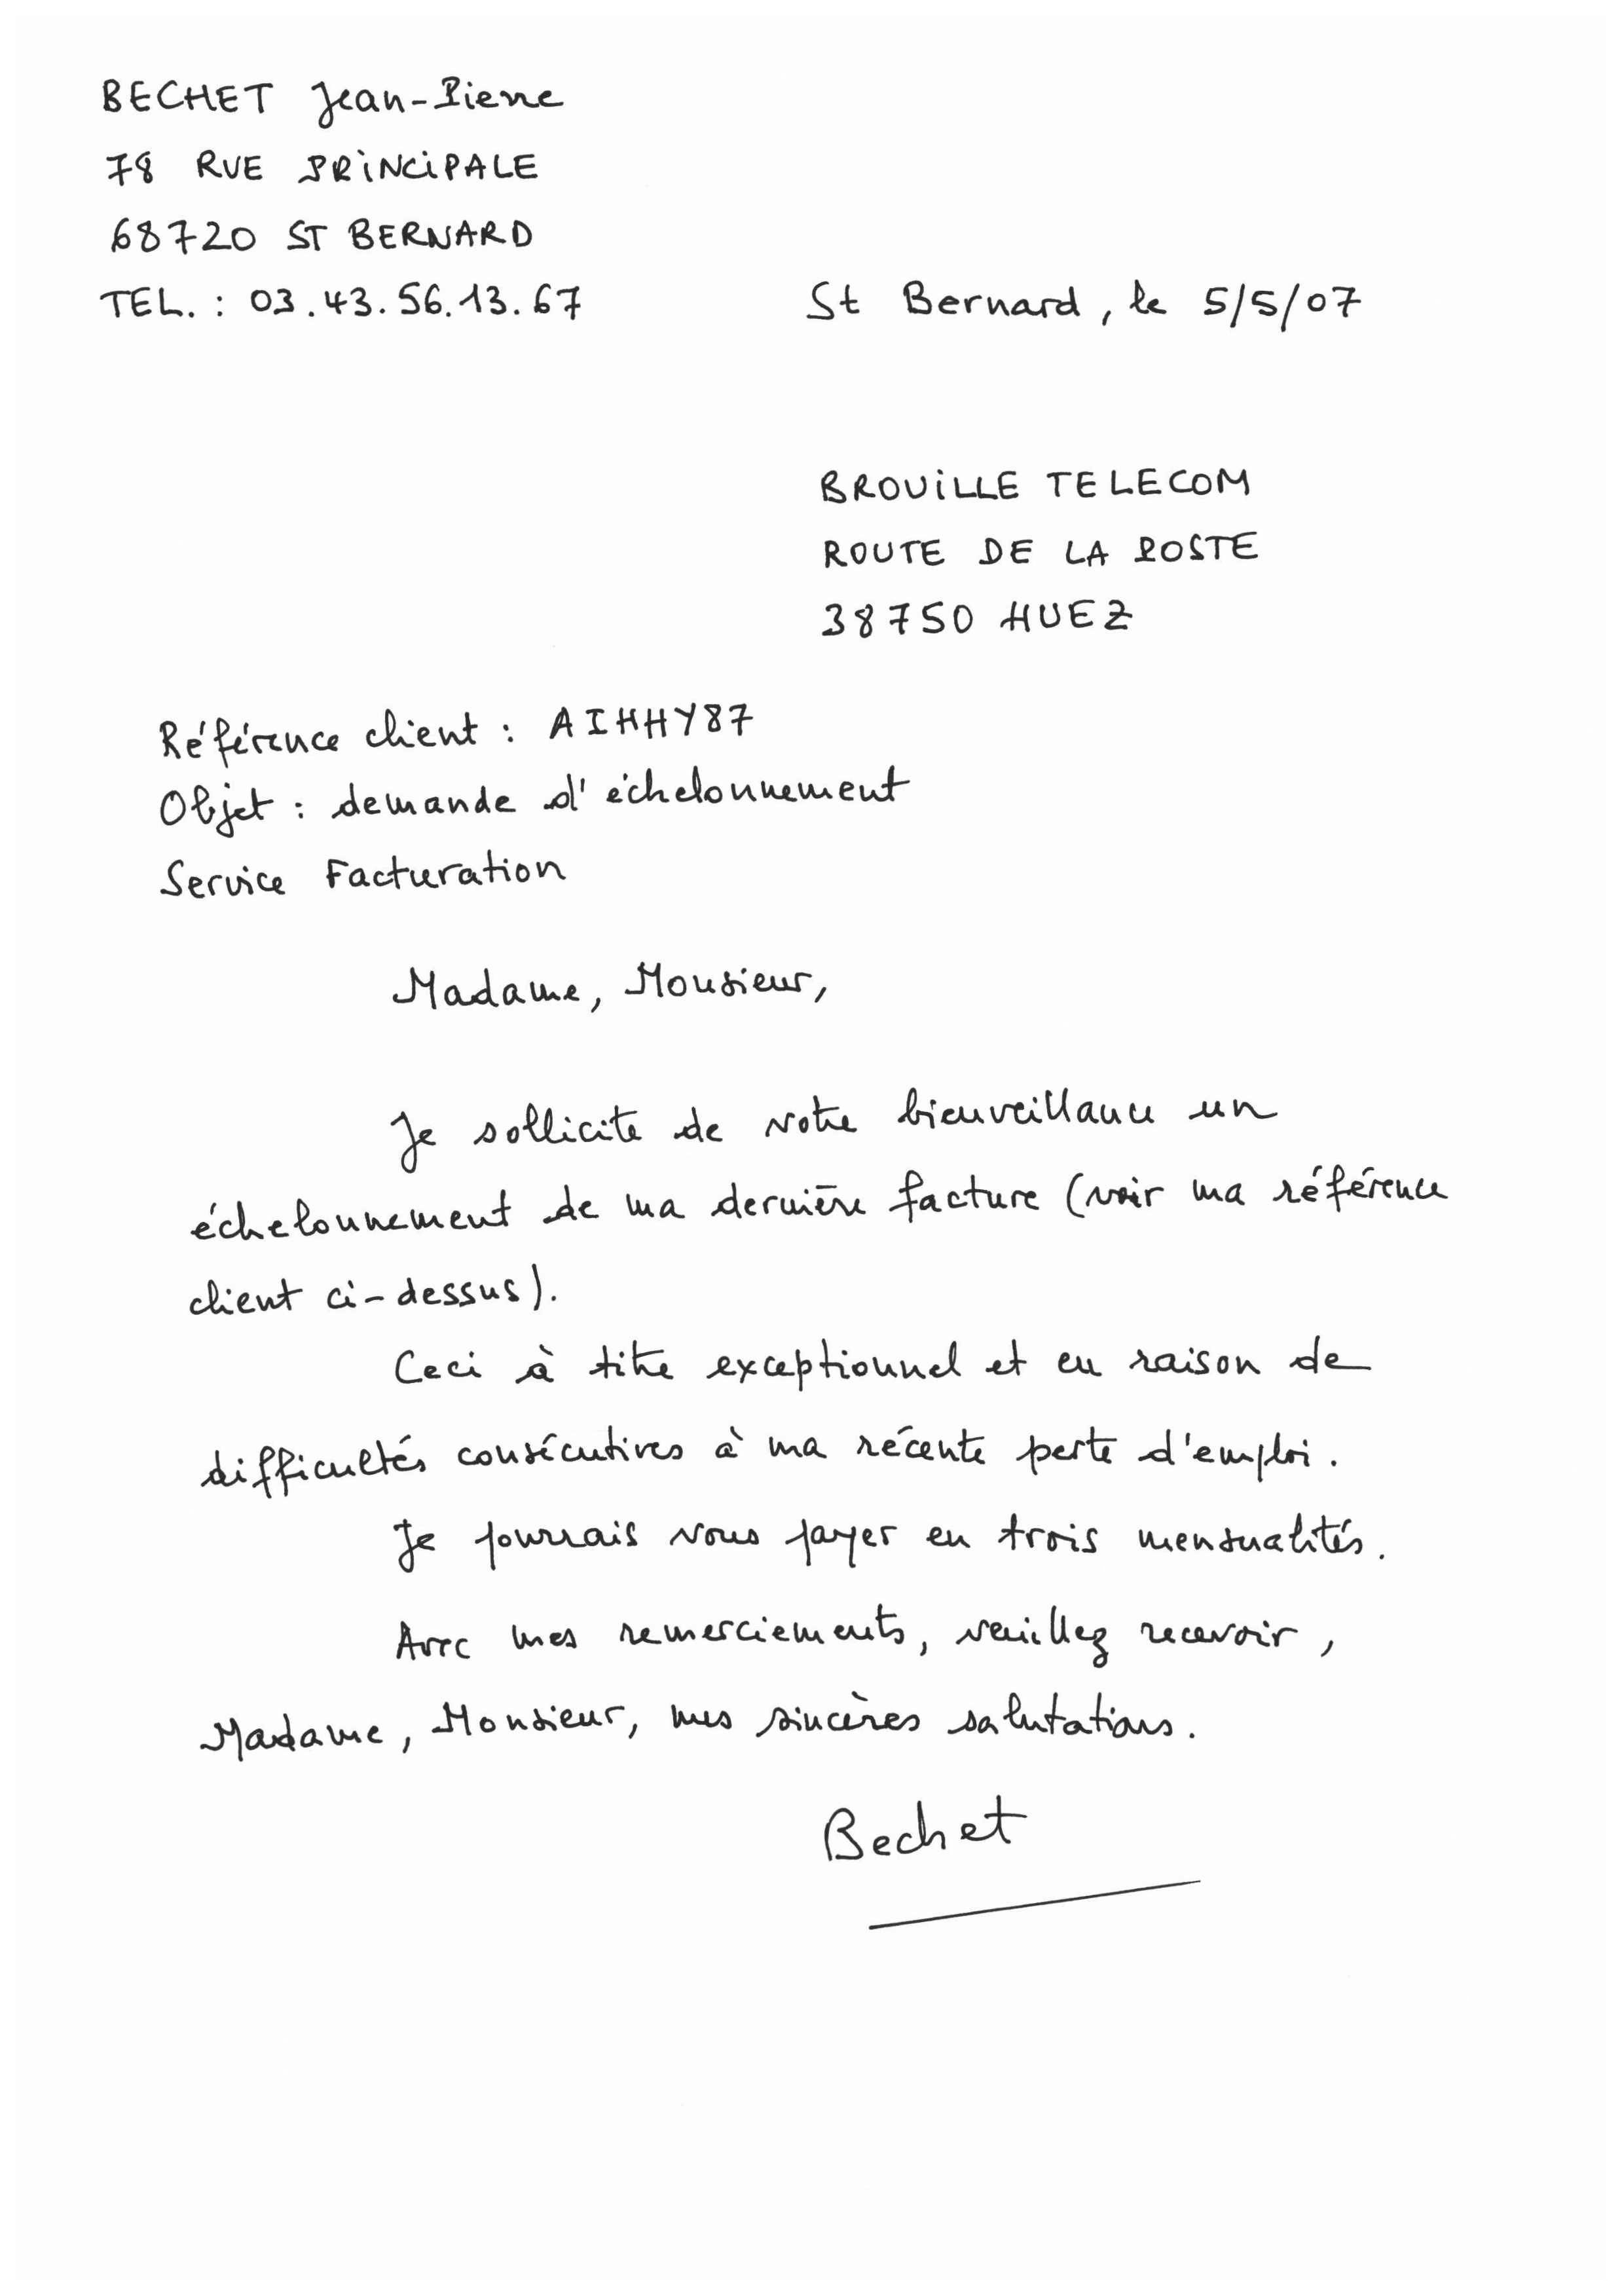 BECHET Jean-Pierre
78 RUE PRINCIPALE
68720 ST BERNARD
TEL. : 03.43.56.13.67
St Bernard, le 5/5/07
BROUILLE TELECOM
ROUTE DE LA POSTE
38750 HUEZ
Référence client : AIHHY87
Objet : demande d'échelonnement
Service Facturation
Madame, Monsieur,
Je sollicite de votre bienveillance un
échelonnement de ma dernière facture (voir ma référence
client ci-dessus).
Ceci à titre exceptionnel et en raison de
difficultés consécutives à ma récente perte d'emploi.
Je pourrais vous payer en trois mensualités.
Avec mes remerciements, veuillez recevoir,
Madame, Monsieur, mes sincères salutations.
Bechet